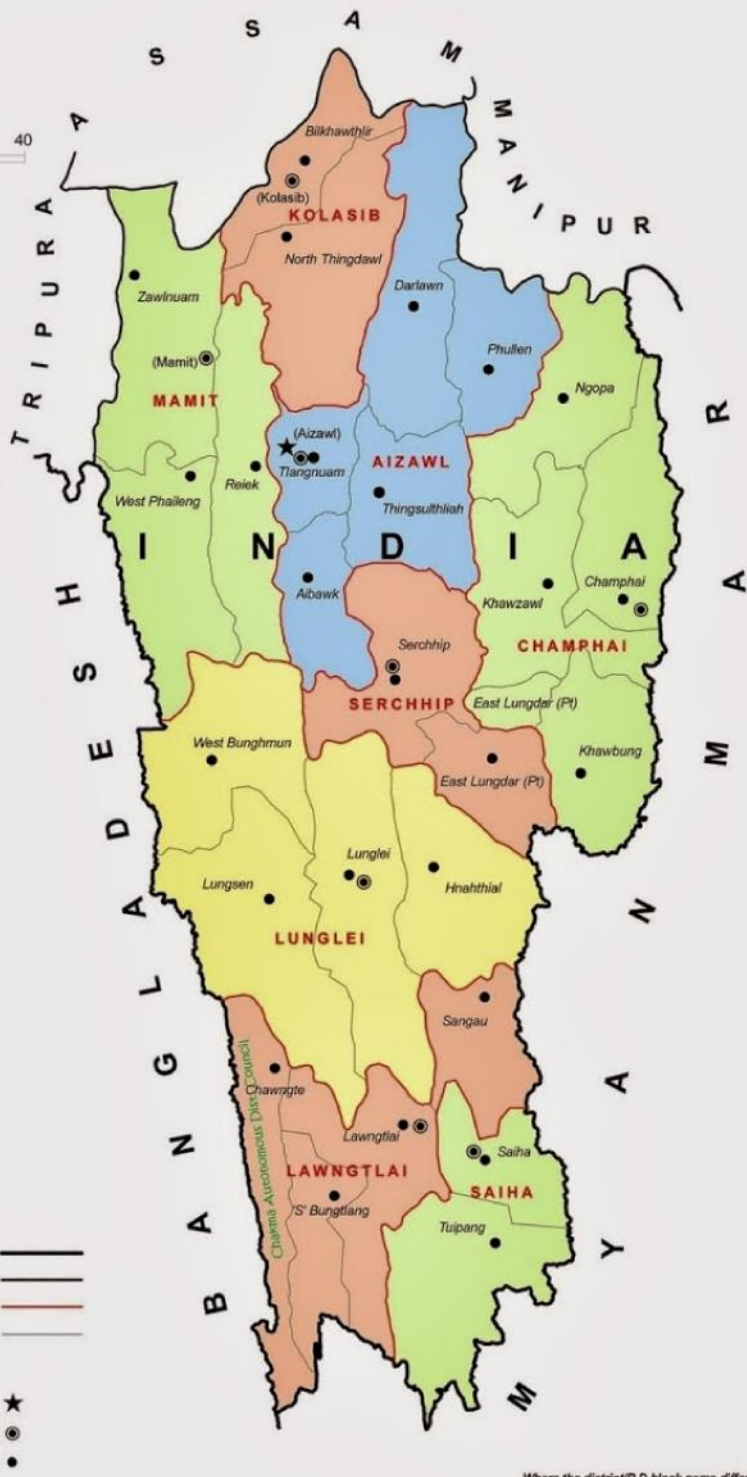 ASSAM
MANIPUR
40
TRIPURA
Bilkhawthlir
(Kolasib)
KOLASIB
North Thingdawl
Zawlnuam
Darlawn
Phullen
(Mamit)
MAMIT
Ngopa
(Aizawl)
Tlangnuam
AIZAWL
Reiek
West Phaileng
Thingsulthliah
INDIA
Aibawk
Khawzawl
Champhai
CHAMPHAI
Serchhip
SERCHHIP
East Lungdar (Pt)
West Bunghmun
Khawbung
East Lungdar (Pt)
Lunglei
Lungsen
Hnahthial
LUNGLEI
Sangau
Chawngte
Chakma Autonomous Dist. Council
Lawngtlai
Saiha
LAWNGTLAI
SAIHA
'S' Bungtlang
Tuipang
BANGLADESH
MYANMAR